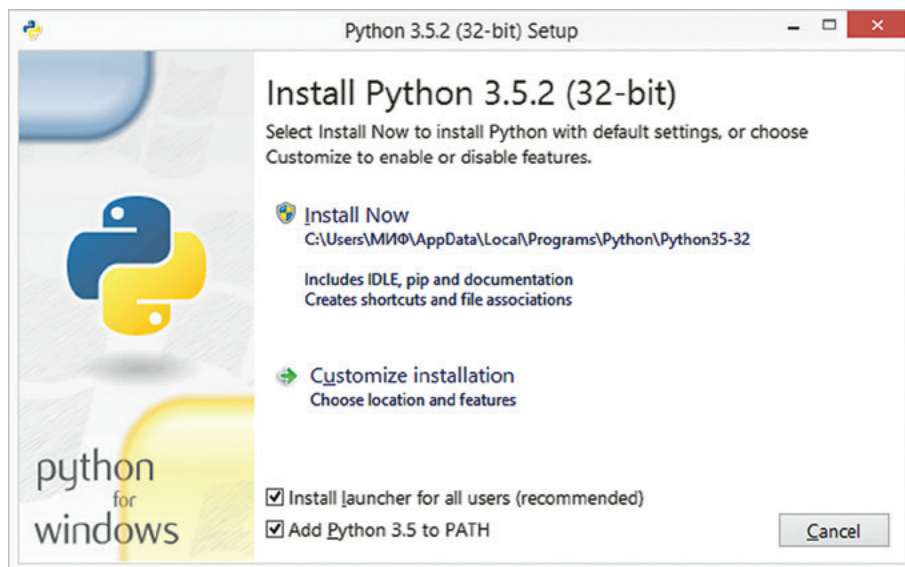 Python 3.5.2 (32-bit) Setup
Install Python 3.5.2 (32-bit)
Select Install Now to install Python with default settings, or choose
Customize to enable or disable features.
Install Now
C:\Users\МИФ\AppData\Local\Programs\Python\Python35-32
Includes IDLE, pip and documentation
Creates shortcuts and file associations
Customize installation
Choose location and features
python
for
windows
Install launcher for all users (recommended)
Add Python 3.5 to PATH
Cancel